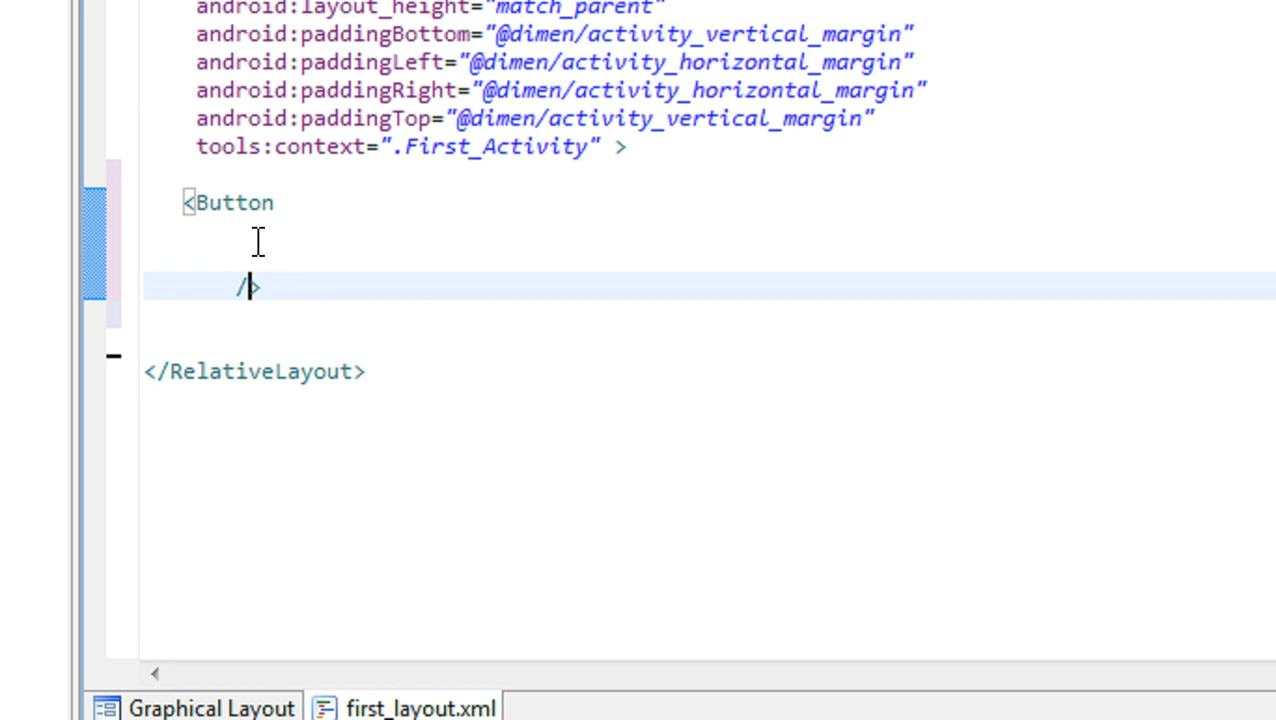 android:layout_height="match_parent"
android:paddingBottom="@dimen/activity_vertical_margin"
android:paddingLeft="@dimen/activity_horizontal_margin"
android:paddingRight="@dimen/activity_horizontal_margin"
android:paddingTop="@dimen/activity_vertical_margin"
tools:context=".First_Activity" >
<Button
/>
</RelativeLayout>
Graphical Layout
first_layout.xml